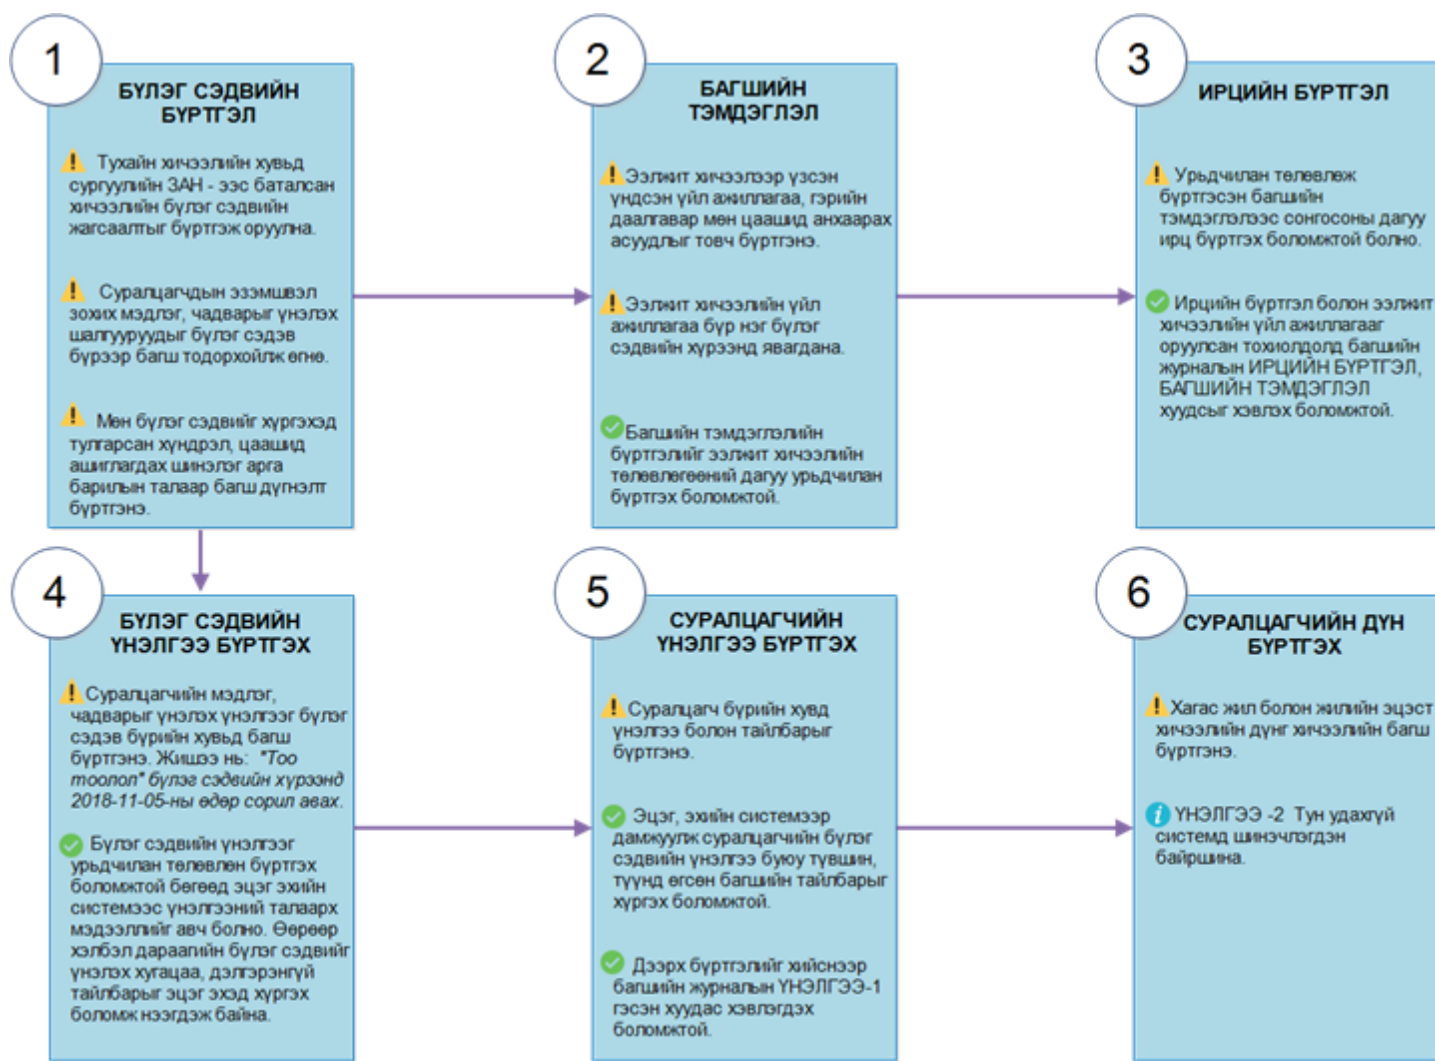 1
БҮЛЭГ СЭДВИЙН
БҮРТГЭЛ
Тухайн хичээлийн хувьд
сургуулийн ЗАН - ээс баталсан
хичээлийн бүлэг сэдвийн
жагсаалтыг бүртгэж оруулна.
Суралцагчдын эзэмшвэл
зохих мэдлэг, чадварыг үнэлэх
шалгууруудыг бүлэг сэдэв
бүрээр багш тодорхойлж өгнө.
Мөн бүлэг сэдвийг хүргэхэд
тулгарсан хүндрэл, цаашид
ашиглагдах шинэлэг арга
барилын талаар багш дүгнэлт
бүртгэнэ.
2
БАГШИЙН
ТЭМДЭГЛЭЛ
Ээлжит хичээлээр үзсэн
үндсэн үйл ажиллагаа, гэрийн
даалгавар мөн цаашид анхаарах
асуудлыг товч бүртгэнэ.
Ээлжит хичээлийн үйл
ажиллагаа бүр нэг бүлэг
сэдвийн хүрээнд явагдана.
Багшийн тэмдэглэлийн
бүртгэлийг ээлжит хичээлийн
төлөвлөгөөний дагуу урьдчилан
бүртгэх боломжтой.
3
ИРЦИЙН БҮРТГЭЛ
Урьдчилан төлөвлөж
бүртгэсэн багшийн
тэмдэглэлээс сонгосоны дагуу
ирц бүртгэх боломжтой болно.
Ирцийн бүртгэл болон ээлжит
хичээлийн үйл ажиллагааг
оруулсан тохиолдолд багшийн
журналын ИРЦИЙН БҮРТГЭЛ,
БАГШИЙН ТЭМДЭГЛЭЛ
хуудсыг хэвлэх боломжтой.
4
БҮЛЭГ СЭДВИЙН
ҮНЭЛГЭЭ БҮРТГЭХ
Суралцагчийн мэдлэг,
чадварыг үнэлэх үнэлгээг бүлэг
сэдэв бүрийн хувьд багш
бүртгэнэ. Жишээ нь: "Тоо
тоолол" бүлэг сэдвийн хүрээнд
2018-11-05-ны өдөр сорил авах.
Бүлэг сэдвийн үнэлгээг
урьдчилан төлөвлөн бүртгэх
боломжтой бөгөөд эцэг эхийн
системээс үнэлгээний талаарх
мэдээллийг авч болно. Өөрөөр
хэлбэл дараагийн бүлэг сэдвийг
үнэлэх хугацаа, дэлгэрэнгүй
тайлбарыг эцэг эхэд хүргэх
боломж нээгдэж байна.
5
СУРАЛЦАГЧИЙН
ҮНЭЛГЭЭ БҮРТГЭХ
Суралцагч бүрийн хувд
үнэлгээ болон тайлбарыг
бүртгэнэ.
Эцэг, эхийн системээр
дамжуулж суралцагчийн бүлэг
сэдвийн үнэлгээ буюу түвшин,
түүнд өгсөн багшийн тайлбарыг
хүргэх боломжтой.
Дээрх бүртгэлийг хийснээр
багшийн журналын ҮНЭЛГЭЭ-1
гэсэн хуудас хэвлэгдэх
боломжтой.
6
СУРАЛЦАГЧИЙН ДҮН
БҮРТГЭХ
Хагас жил болон жилийн эцэст
хичээлийн дүнг хичээлийн багш
бүртгэнэ.
ҮНЭЛГЭЭ -2 Тун удахгүй
системд шинэчлэгдэн
байршина.